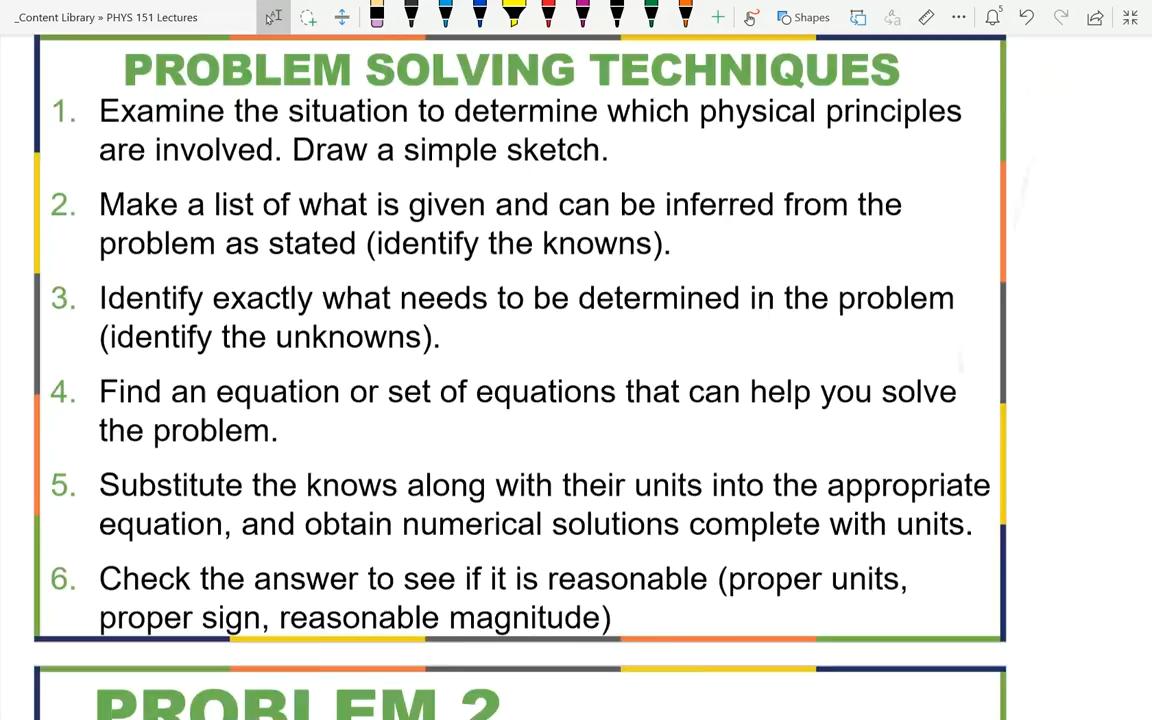 _Content Library » PHYS 151 Lectures
Shapes
5
PROBLEM SOLVING TECHNIQUES
1. Examine the situation to determine which physical principles
are involved. Draw a simple sketch.
2. Make a list of what is given and can be inferred from the
problem as stated (identify the knowns).
3. Identify exactly what needs to be determined in the problem
(identify the unknowns).
4. Find an equation or set of equations that can help you solve
the problem.
5. Substitute the knows along with their units into the appropriate
equation, and obtain numerical solutions complete with units.
6. Check the answer to see if it is reasonable (proper units,
proper sign, reasonable magnitude)
PROBLEM 2